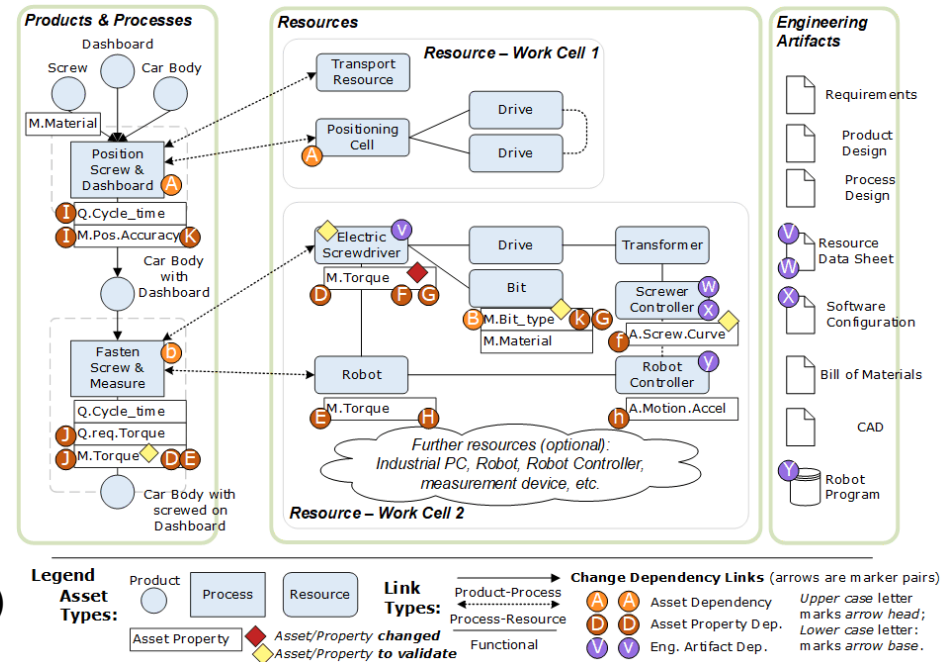 Products & Processes
Dashboard
Screw
Car Body
M.Material
Position
Screw &
Dashboard
A
I
Q.Cycle_time
I
M.Pos.Accuracy
K
Car Body
with
Dashboard
Fasten
Screw &
Measure
b
Q.Cycle_time
J
Q.req.Torque
J
M.Torque
D
E
Car Body with
screwed on
Dashboard
Resources
Resource – Work Cell 1
Transport
Resource
Positioning
Cell
A
Drive
Drive
Electric
Screwdriver
v
M.Torque
D
F
G
Drive
Transformer
Bit
B
M.Bit_type
k
G
M.Material
Screwer
Controller
w
x
A.Screw.Curve
f
Robot
M.Torque
E
H
Robot
Controller
y
A.Motion.Accel
h
Further resources (optional):
Industrial PC, Robot, Robot Controller,
measurement device, etc.
Resource – Work Cell 2
Engineering
Artifacts
Requirements
Product
Design
Process
Design
V
W
Resource
Data Sheet
X
Software
Configuration
Bill of Materials
CAD
Y
Robot
Program
Legend
Asset
Types:
Product
Process
Resource
Asset Property
Asset/Property changed
Asset/Property to validate
Link
Types:
Product-Process
Process-Resource
Functional
Change Dependency Links (arrows are marker pairs)
A A Asset Dependency
D D Asset Property Dep.
V v Eng. Artifact Dep.
Upper case letter
marks arrow head;
Lower case letter:
marks arrow base.